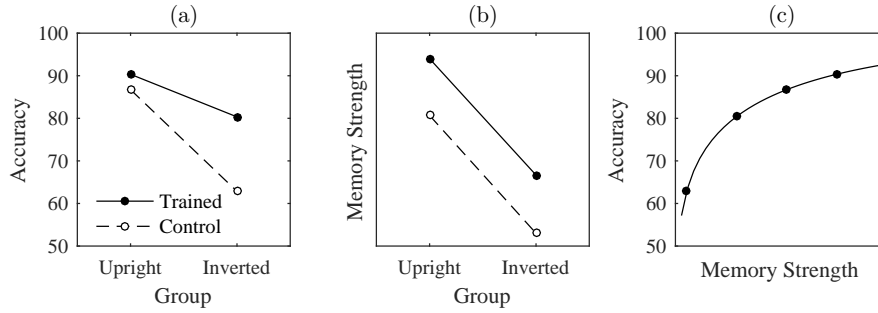 (a)
Accuracy
100
90
80
70
60
50
Trained
Control
Upright
Inverted
Group
(b)
Memory Strength
Upright
Inverted
Group
(c)
Accuracy
100
90
80
70
60
50
Memory Strength